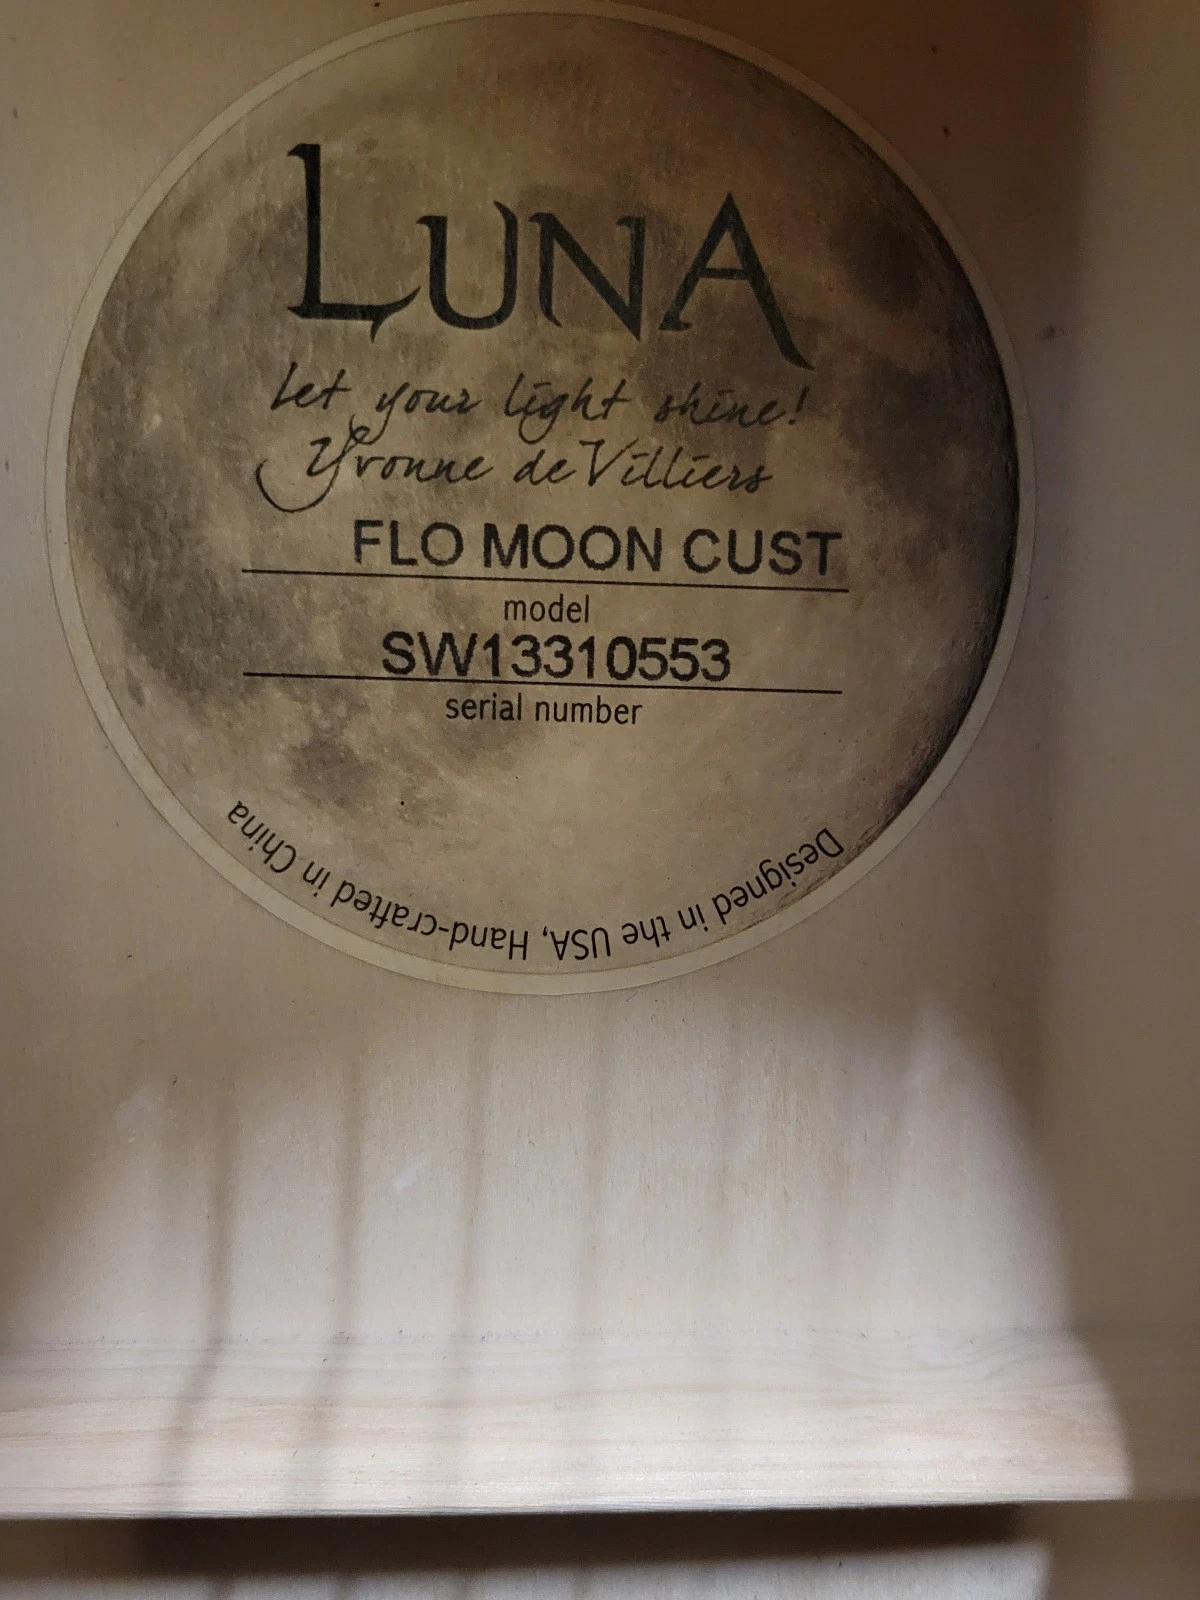 LUNA
let your light shine!
Yvonne de Villiers
FLO MOON CUST
model
SW13310553
serial number
Designed in the USA, Hand-crafted in China